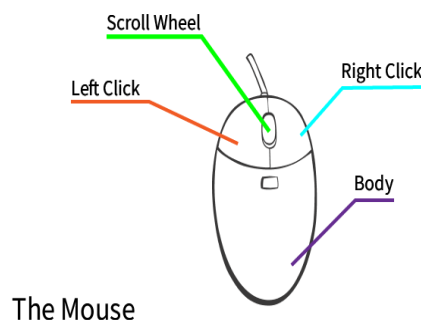 Scroll Wheel
Right Click
Left Click
Body
The Mouse